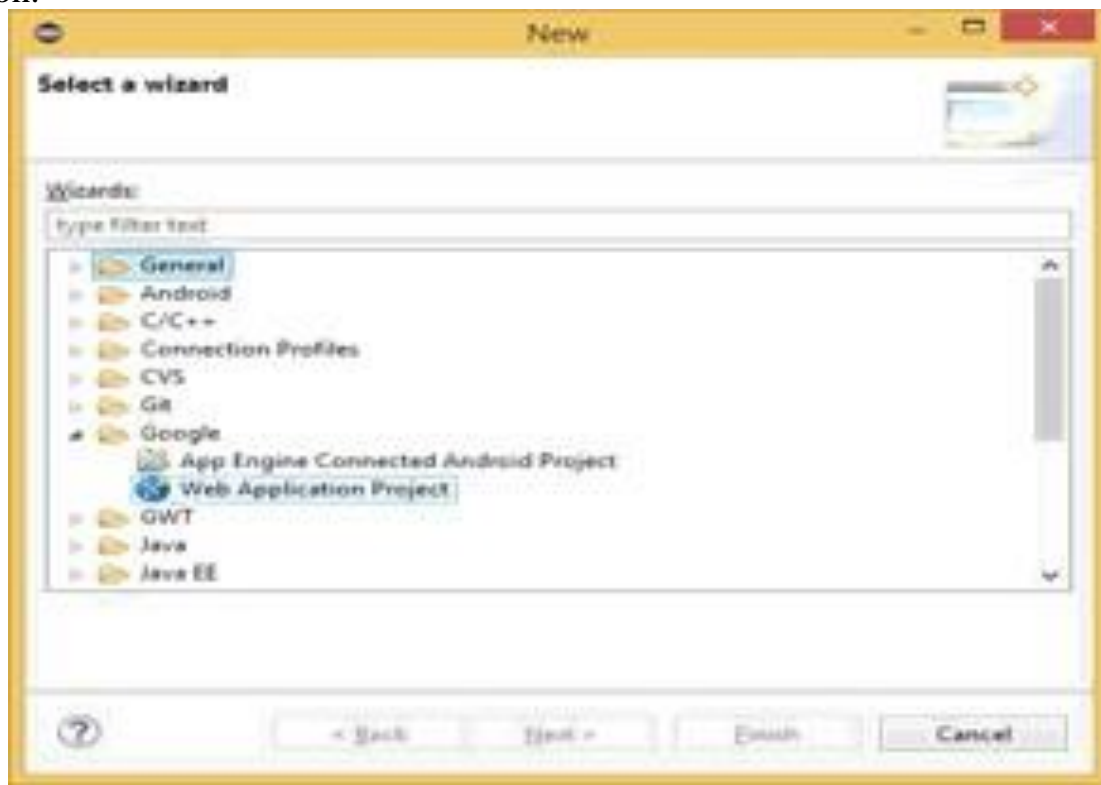 on.
New
Select a wizard
Wizards:
type filter text
General
Android
C/C++
Connection Profiles
CVS
Git
Google
App Engine Connected Android Project
Web Application Project
GWT
Java
Java EE
?
< Back Next > Finish Cancel